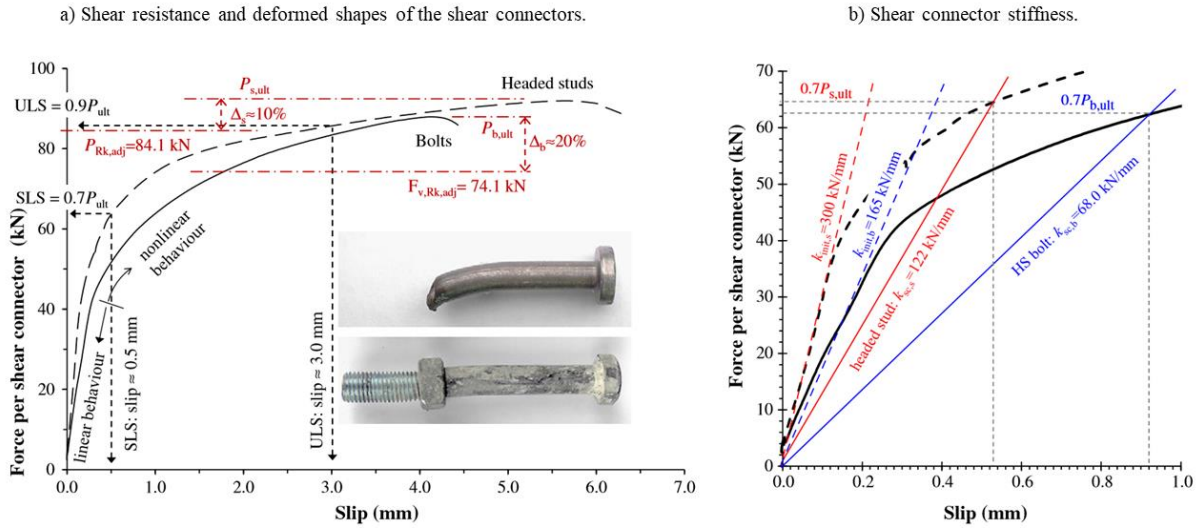 a) Shear resistance and deformed shapes of the shear connectors.
Force per shear connector (kN)
100
80
60
40
20
0
0.0 1.0 2.0 3.0 4.0 5.0 6.0 7.0
Slip (mm)
ULS = 0.9Pult
SLS = 0.7Pult
Ps,ult
Δs≈10%
PRk,adj=84.1 kN
Headed studs
Bolts
Pb,ult
Δb≈20%
Fv,Rk,adj= 74.1 kN
nonlinear
behaviour
linear behaviour
SLS: slip ≈ 0.5 mm
ULS: slip ≈ 3.0 mm
b) Shear connector stiffness.
Force per shear connector (kN)
70
60
50
40
30
20
10
0
0.0 0.2 0.4 0.6 0.8 1.0
Slip (mm)
0.7Ps,ult
0.7Pb,ult
kinit,s=300 kN/mm
kinit,b=165 kN/mm
headed stud: ksc,s=122 kN/mm
HS bolt: ksc,b=68.0 kN/mm